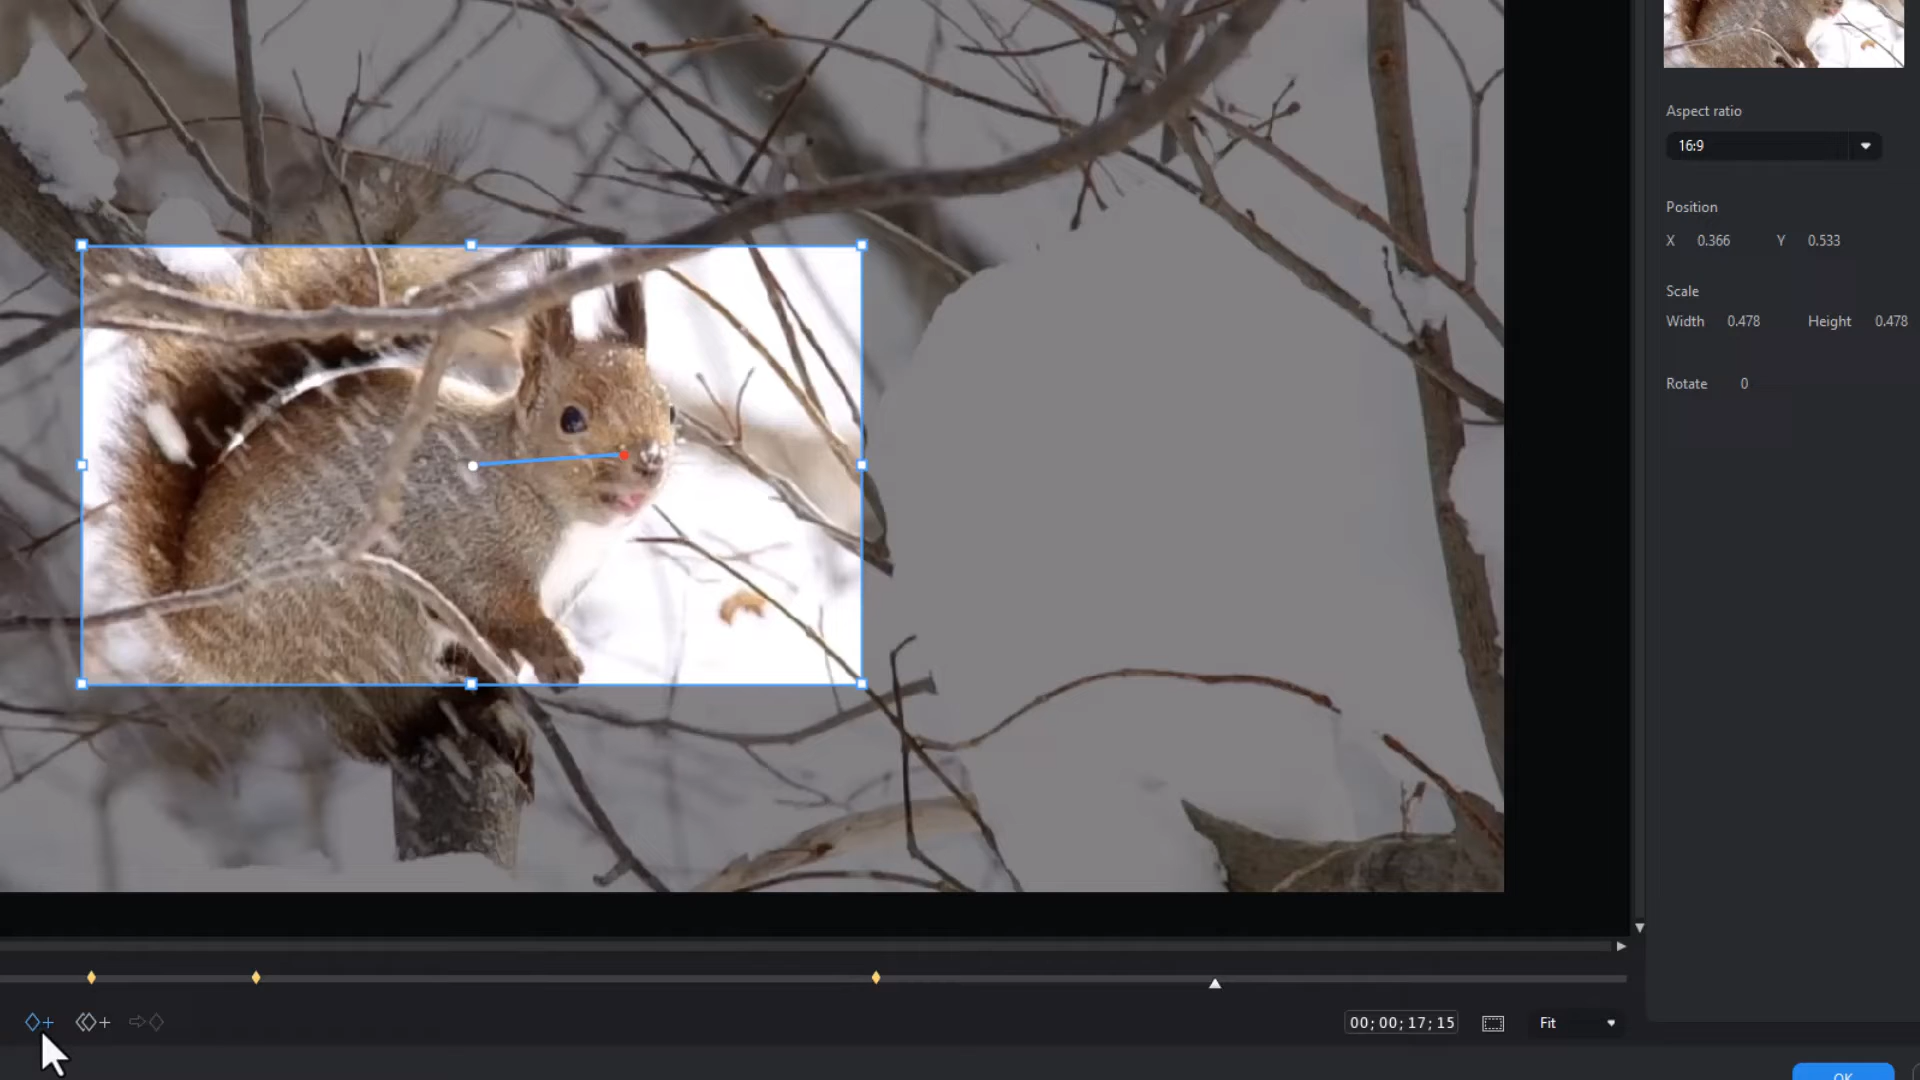 Aspect ratio
16:9
Position
X 0.366 Y 0.533
Scale
Width 0.478 Height 0.478
Rotate 0
00; 00; 17; 15 Fit
OK